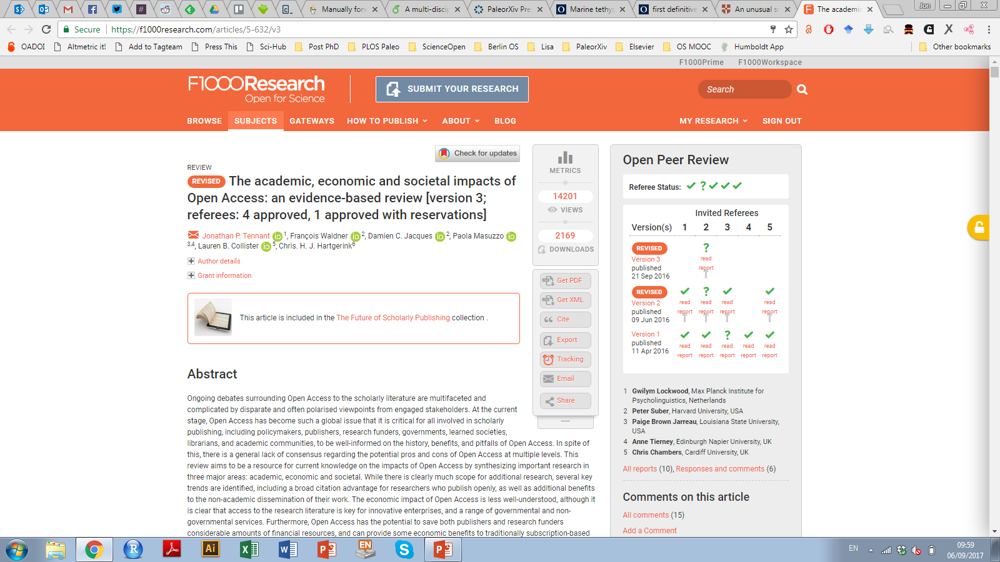 Manually for
A multi-discip
PaleorXiv Pre
Marine tethys
first definitive
An unusual s
The academic
Jon
Secure
https://f1000research.com/articles/5-632/v3
OADOI
Altmetric it!
Add to Tagteam
Press This
Sci-Hub
Post PhD
PLOS Paleo
ScienceOpen
Berlin OS
Lisa
PaleorXiv
Elsevier
OS MOOC
Humboldt App
Other bookmarks
F1000Prime
F1000Workspace
F1000Research
Open for Science
SUBMIT YOUR RESEARCH
Search
BROWSE
SUBJECTS
GATEWAYS
HOW TO PUBLISH
ABOUT
BLOG
MY RESEARCH
SIGN OUT
Check for updates
REVIEW
REVISED The academic, economic and societal impacts of
Open Access: an evidence-based review [version 3;
referees: 4 approved, 1 approved with reservations]
Jonathan P. Tennant iD 1, François Waldner iD 2, Damien C. Jacques iD 2, Paola Masuzzo iD
3,4, Lauren B. Collister iD 5, Chris. H. J. Hartgerink6
Author details
Grant information
This article is included in the The Future of Scholarly Publishing collection .
Abstract
Ongoing debates surrounding Open Access to the scholarly literature are multifaceted and
complicated by disparate and often polarised viewpoints from engaged stakeholders. At the current
stage, Open Access has become such a global issue that it is critical for all involved in scholarly
publishing, including policymakers, publishers, research funders, governments, learned societies,
librarians, and academic communities, to be well-informed on the history, benefits, and pitfalls of Open Access. In spite of
this, there is a general lack of consensus regarding the potential pros and cons of Open Access at multiple levels. This
review aims to be a resource for current knowledge on the impacts of Open Access by synthesizing important research in
three major areas: academic, economic and societal. While there is clearly much scope for additional research, several key
trends are identified, including a broad citation advantage for researchers who publish openly, as well as additional benefits
to the non-academic dissemination of their work. The economic impact of Open Access is less well-understood, although it
is clear that access to the research literature is key for innovative enterprises, and a range of governmental and non-
governmental services. Furthermore, Open Access has the potential to save both publishers and research funders
considerable amounts of financial resources, and can provide some economic benefits to traditionally subscription-based
METRICS
14201
VIEWS
2169
DOWNLOADS
Get PDF
Get XML
Cite
Export
Tracking
Email
Share
Open Peer Review
Referee Status: ✓ ? ✓ ✓ ✓
Invited Referees
Version(s) 1 2 3 4 5
REVISED ?
Version 3 read
published report
21 Sep 2016
REVISED ✓ ? ✓ ✓
Version 2 read read read read
published report report report report
09 Jun 2016
Version 1 ✓ ✓ ? ✓ ✓
published read read read read read
11 Apr 2016 report report report report report
1 Gwilym Lockwood, Max Planck Institute for
Psycholinguistics, Netherlands
2 Peter Suber, Harvard University, USA
3 Paige Brown Jarreau, Louisiana State University,
USA
4 Anne Tierney, Edinburgh Napier University, UK
5 Chris Chambers, Cardiff University, UK
All reports (10), Responses and comments (6)
Comments on this article
All comments (15)
Add a Comment
EN
EN
09:59
06/09/2017